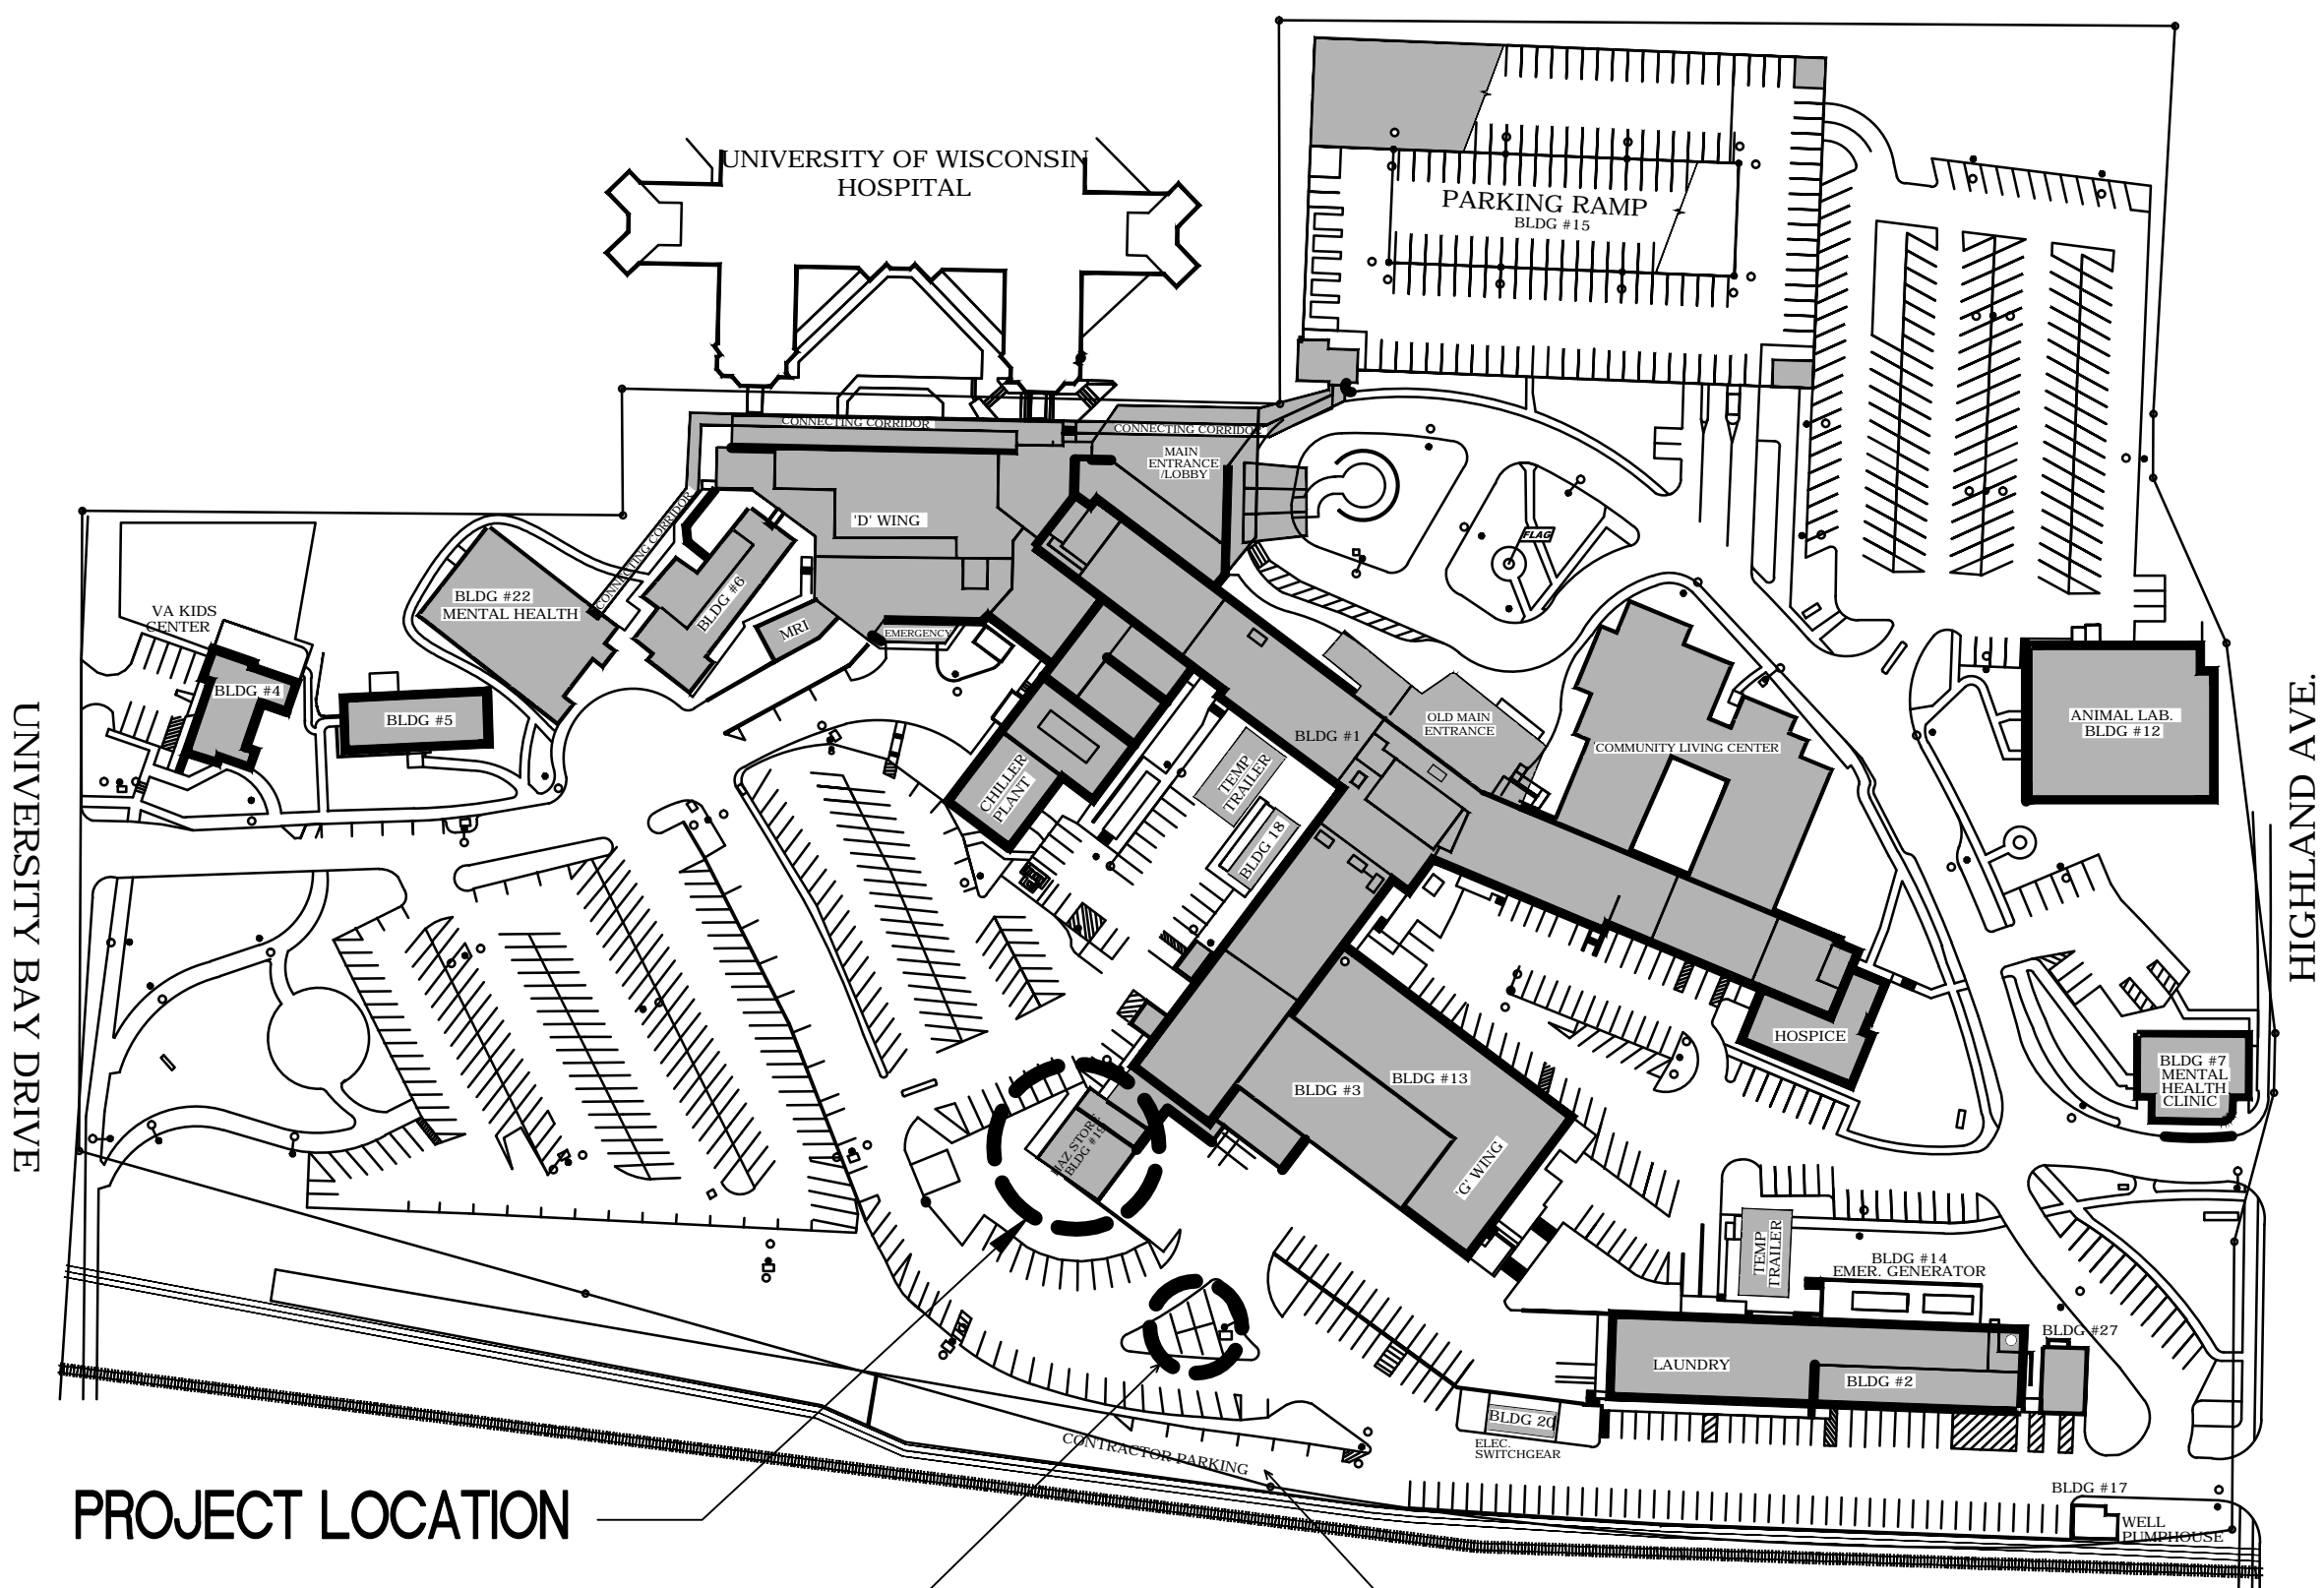 UNIVERSITY OF WISCONSIN
HOSPITAL
PARKING RAMP
BLDG #15
CONNECTING CORRIDOR
CONNECTING CORRIDOR
MAIN
ENTRANCE
/LOBBY
'D' WING
CONNECTING CORRIDOR
FLAG
BLDG #22
MENTAL HEALTH
BLDG #6
VA KIDS
CENTER
MRI
EMERGENCY
BLDG #4
BLDG #5
BLDG #1
OLD MAIN
ENTRANCE
COMMUNITY LIVING CENTER
ANIMAL LAB.
BLDG #12
UNIVERSITY BAY DRIVE
HIGHLAND AVE.
CHILLER
PLANT
TEMP
TRAILER
BLDG 18
HOSPICE
BLDG #7
MENTAL
HEALTH
CLINIC
BLDG #13
BLDG #3
HAZ STOR.
BLDG #19
'G' WING
TEMP
TRAILER
BLDG #14
EMER. GENERATOR
BLDG #27
LAUNDRY
BLDG #2
BLDG 20
ELEC.
SWITCHGEAR
CONTRACTOR PARKING
PROJECT LOCATION
BLDG #17
WELL
PUMPHOUSE